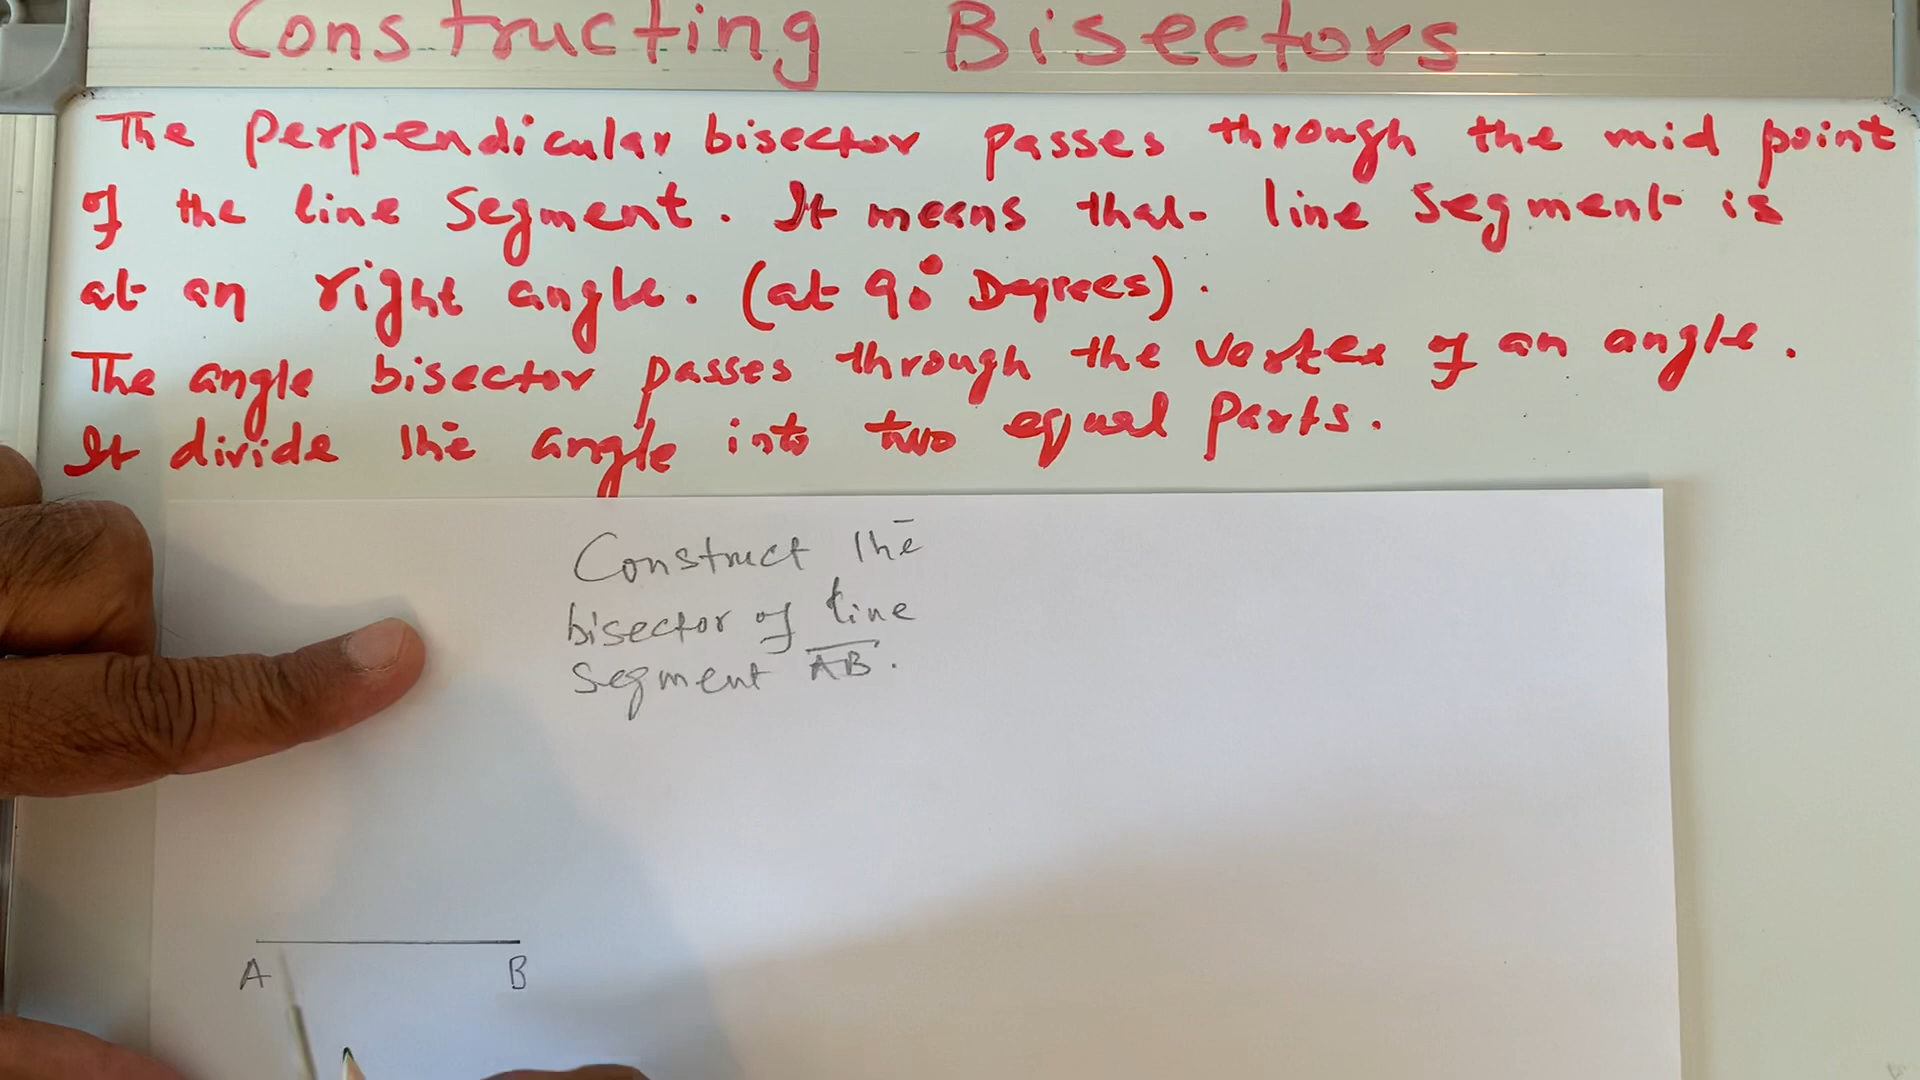 Constructing Bisectors
The perpendicular bisector passes through the mid point
of the line segment. It means that line segment is
at an right angle. (at 90° Degrees).
The angle bisector passes through the vertex of an angle.
It divide the angle into two equal parts.
Construct the
bisector of line
segment A̅B̅.
A B